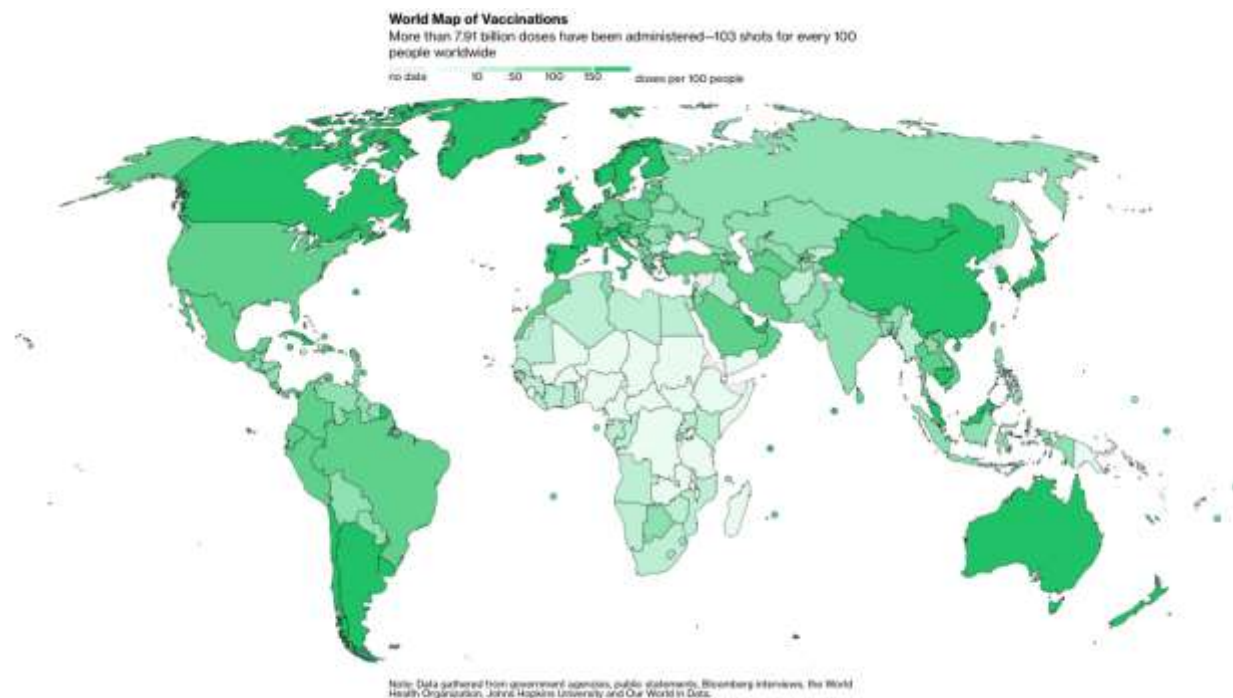 World Map of Vaccinations
More than 7.91 billion doses have been administered—103 shots for every 100
people worldwide
no data 10 50 100 150 doses per 100 people
Note: Data gathered from government agencies, public statements, Bloomberg interviews, the World
Health Organization, Johns Hopkins University and Our World in Data.